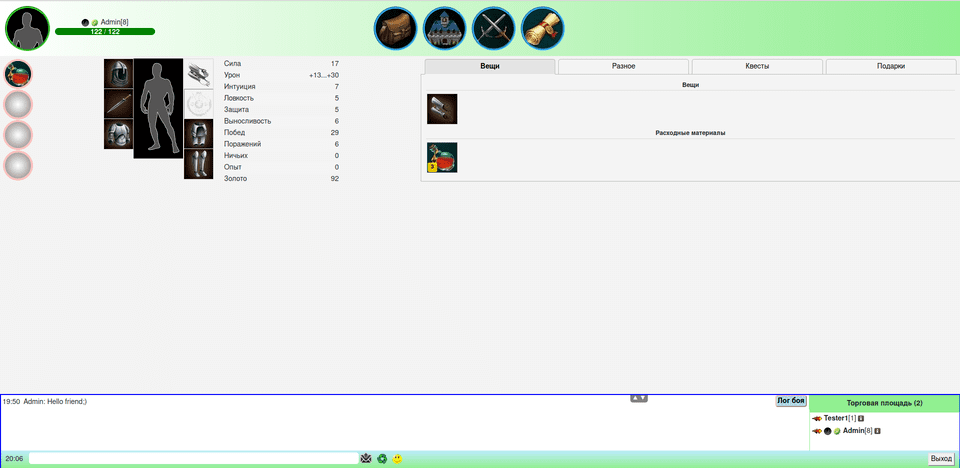 Admin[8]
122 / 122
Сила 17
Урон +13...+30
Интуиция 7
Ловкость 5
Защита 5
Выносливость 6
Побед 29
Поражений 6
Ничьих 0
Опыт 0
Золото 92
Вещи Разное Квесты Подарки
Вещи
Расходные материалы
3
19:50 Admin: Hello friend;)
Лог боя
Торговая площадь (2)
Tester1[1]
Admin[8]
20:06
Выход